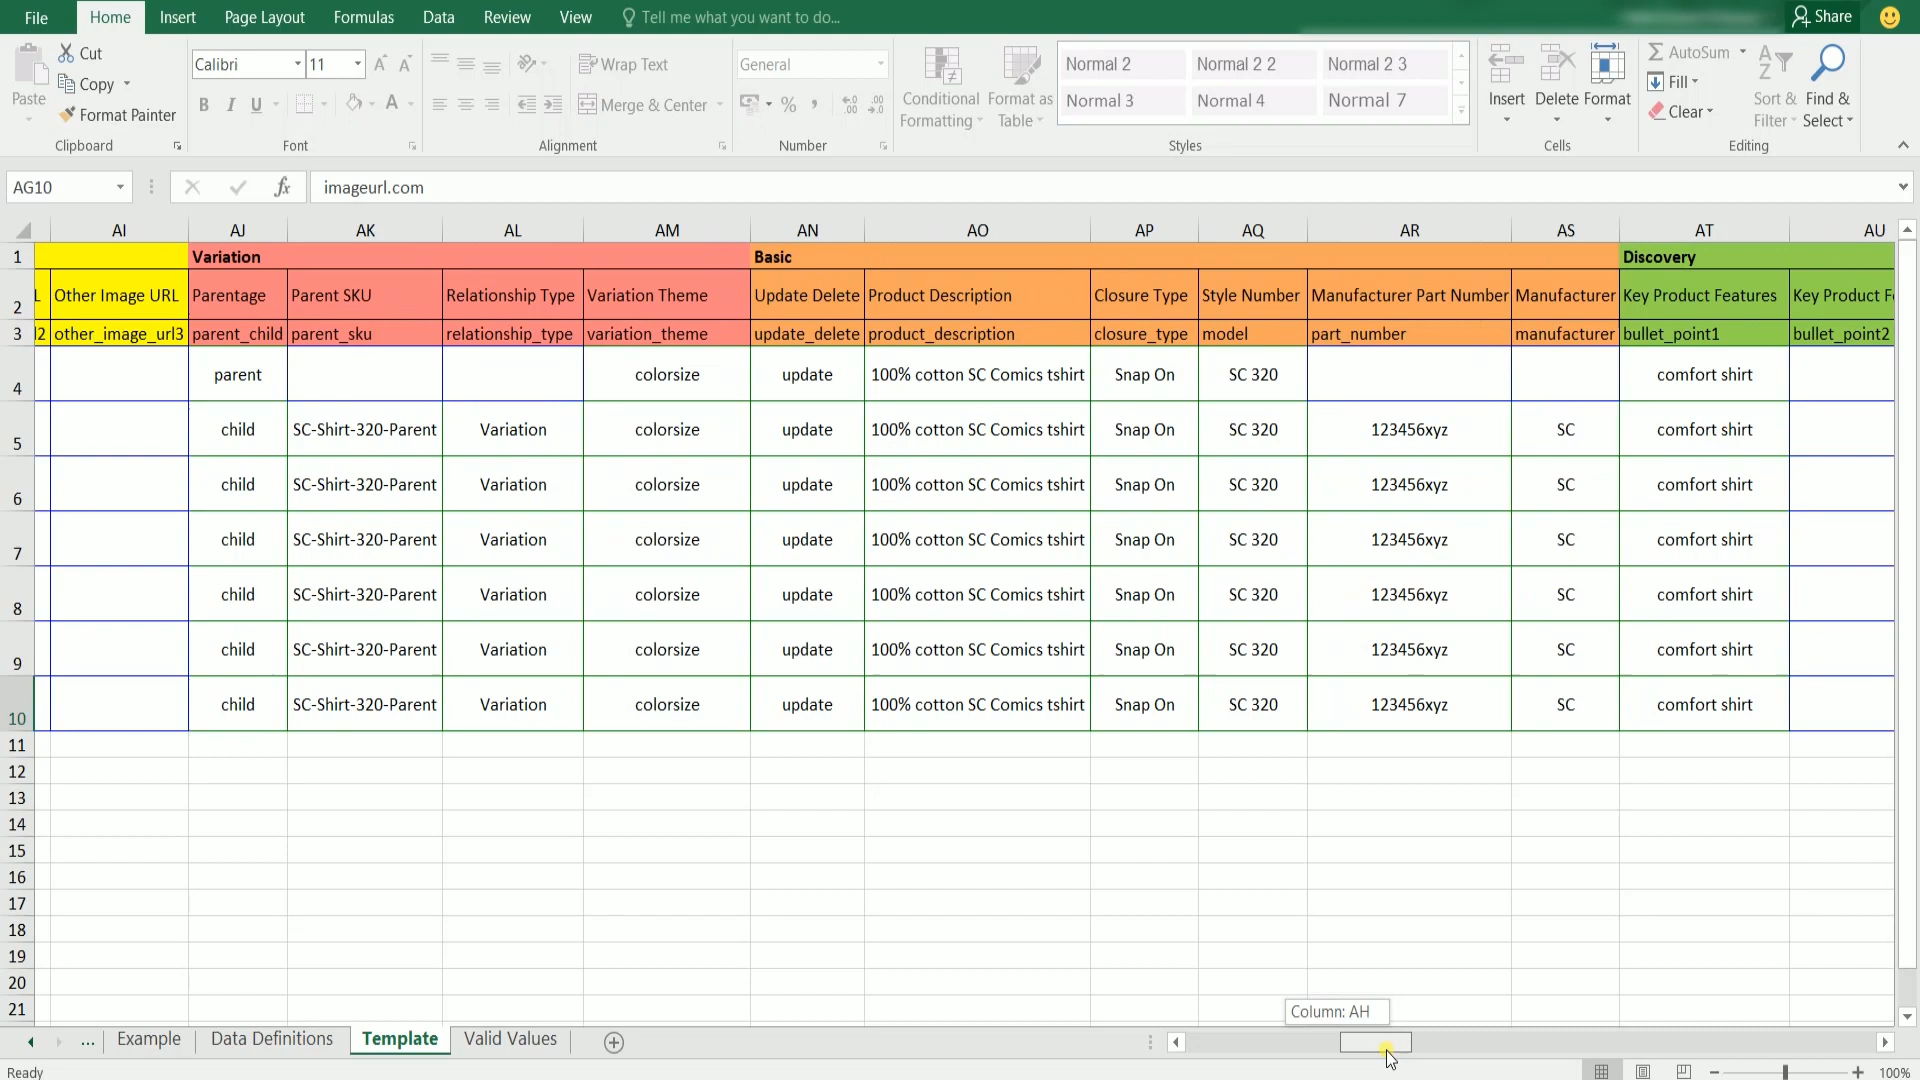 File Home Insert Page Layout Formulas Data Review View Tell me what you want to do... Share
Cut
Copy
Paste
Format Painter
Clipboard
Calibri 11
B I U
Font
Wrap Text
Merge & Center
Alignment
General
%
Number
Conditional Formatting
Format as Table
Normal 2 Normal 2 2 Normal 2 3
Normal 3 Normal 4 Normal 7
Styles
Insert Delete Format
Cells
AutoSum
Fill
Clear
Sort & Filter
Find & Select
Editing
AG10 fx imageurl.com
AI AJ AK AL AM AN AO AP AQ AR AS AT AU
1 Variation Basic Discovery
2 L Other Image URL Parentage Parent SKU Relationship Type Variation Theme Update Delete Product Description Closure Type Style Number Manufacturer Part Number Manufacturer Key Product Features Key Product F
3 l2 other_image_url3 parent_child parent_sku relationship_type variation_theme update_delete product_description closure_type model part_number manufacturer bullet_point1 bullet_point2
4 parent colorsize update 100% cotton SC Comics tshirt Snap On SC 320 comfort shirt
5 child SC-Shirt-320-Parent Variation colorsize update 100% cotton SC Comics tshirt Snap On SC 320 123456xyz SC comfort shirt
6 child SC-Shirt-320-Parent Variation colorsize update 100% cotton SC Comics tshirt Snap On SC 320 123456xyz SC comfort shirt
7 child SC-Shirt-320-Parent Variation colorsize update 100% cotton SC Comics tshirt Snap On SC 320 123456xyz SC comfort shirt
8 child SC-Shirt-320-Parent Variation colorsize update 100% cotton SC Comics tshirt Snap On SC 320 123456xyz SC comfort shirt
9 child SC-Shirt-320-Parent Variation colorsize update 100% cotton SC Comics tshirt Snap On SC 320 123456xyz SC comfort shirt
10 child SC-Shirt-320-Parent Variation colorsize update 100% cotton SC Comics tshirt Snap On SC 320 123456xyz SC comfort shirt
11
12
13
14
15
16
17
18
19
20
21
Column: AH
... Example Data Definitions Template Valid Values
Ready 100%